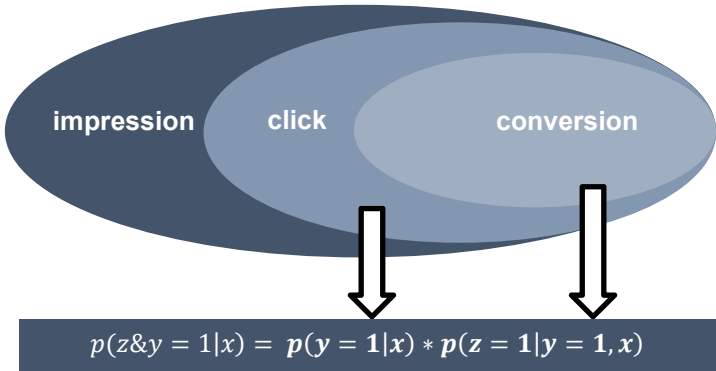 impression click conversion
p(z&y = 1|x) = p(y = 1|x) ∗ p(z = 1|y = 1, x)